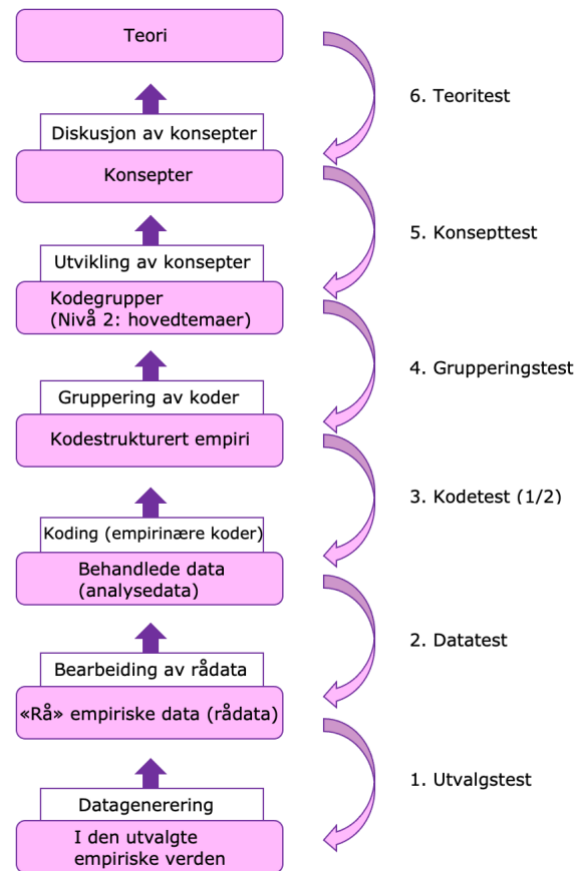 Teori
6. Teoritest
Diskusjon av konsepter
Konsepter
5. Konsepttest
Utvikling av konsepter
Kodegrupper
(Nivå 2: hovedtemaer)
4. Grupperingstest
Gruppering av koder
Kodestrukturert empiri
3. Kodetest (1/2)
Koding (empirinære koder)
Behandlede data
(analysedata)
2. Datatest
Bearbeiding av rådata
«Rå» empiriske data (rådata)
1. Utvalgstest
Datagenerering
I den utvalgte
empiriske verden